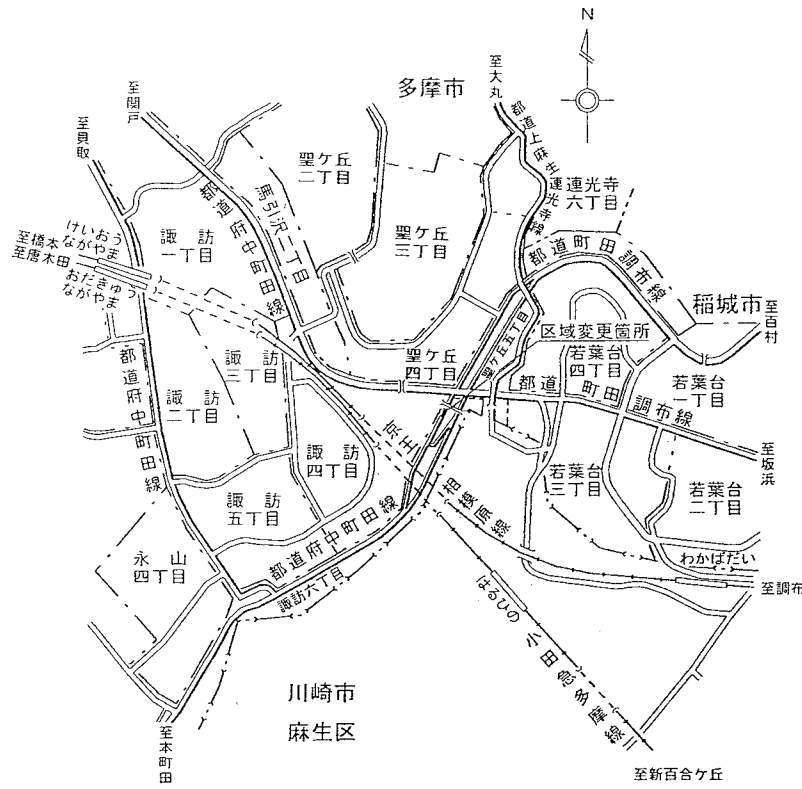 N
至大丸
多摩市
至関戸
至貝取
都道上麻生連光寺線
聖ケ丘
二丁目
連光寺
六丁目
馬引沢二丁目
都道府中町田線
諏訪
一丁目
聖ケ丘
三丁目
都道町田調布線
けいおう
ながやま
至橋本
至唐木田
おだきゅう
ながやま
稲城市
至百村
区域変更箇所
聖ケ丘五丁目
諏訪
三丁目
聖ケ丘
四丁目
若葉台
四丁目
若葉台
一丁目
都道町田調布線
都道府中町田線
諏訪
二丁目
京王相模原線
至坂浜
諏訪
四丁目
若葉台
三丁目
若葉台
二丁目
諏訪
五丁目
都道府中町田線
永山
四丁目
わかばだい
諏訪六丁目
至調布
はるひの
小田急多摩線
川崎市
麻生区
至本町田
至新百合ケ丘